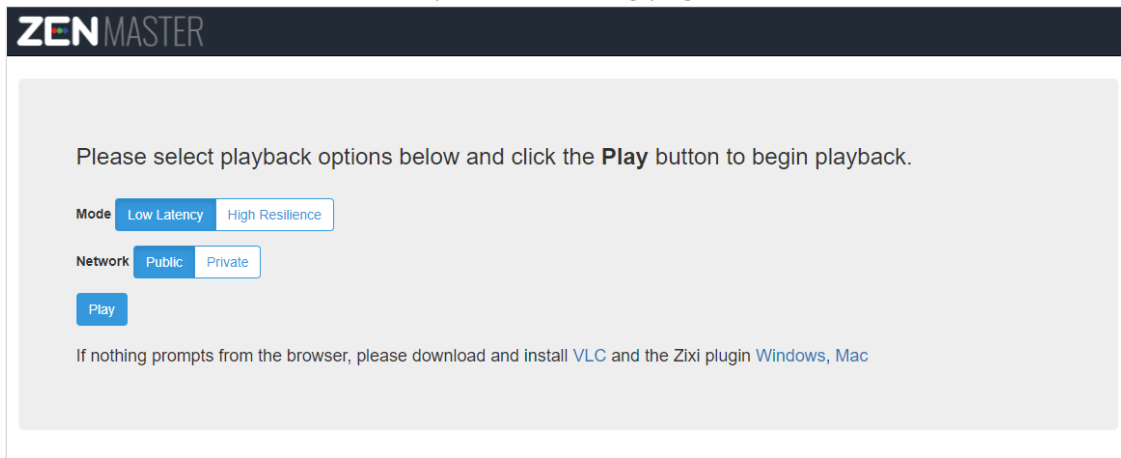 ZEN MASTER
Please select playback options below and click the Play button to begin playback.
Mode Low Latency High Resilience
Network Public Private
Play
If nothing prompts from the browser, please download and install VLC and the Zixi plugin Windows, Mac